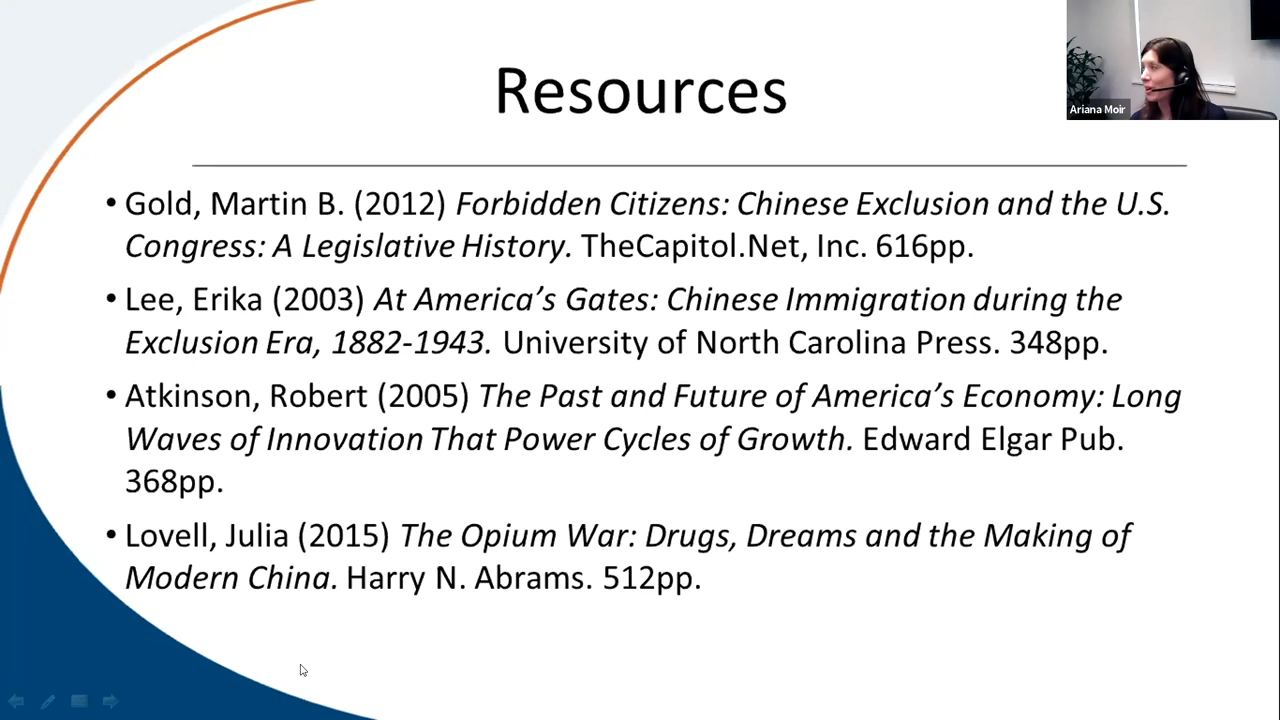 Resources
Ariana Moir
• Gold, Martin B. (2012) Forbidden Citizens: Chinese Exclusion and the U.S.
Congress: A Legislative History. TheCapitol.Net, Inc. 616pp.
• Lee, Erika (2003) At America’s Gates: Chinese Immigration during the
Exclusion Era, 1882-1943. University of North Carolina Press. 348pp.
• Atkinson, Robert (2005) The Past and Future of America’s Economy: Long
Waves of Innovation That Power Cycles of Growth. Edward Elgar Pub.
368pp.
• Lovell, Julia (2015) The Opium War: Drugs, Dreams and the Making of
Modern China. Harry N. Abrams. 512pp.